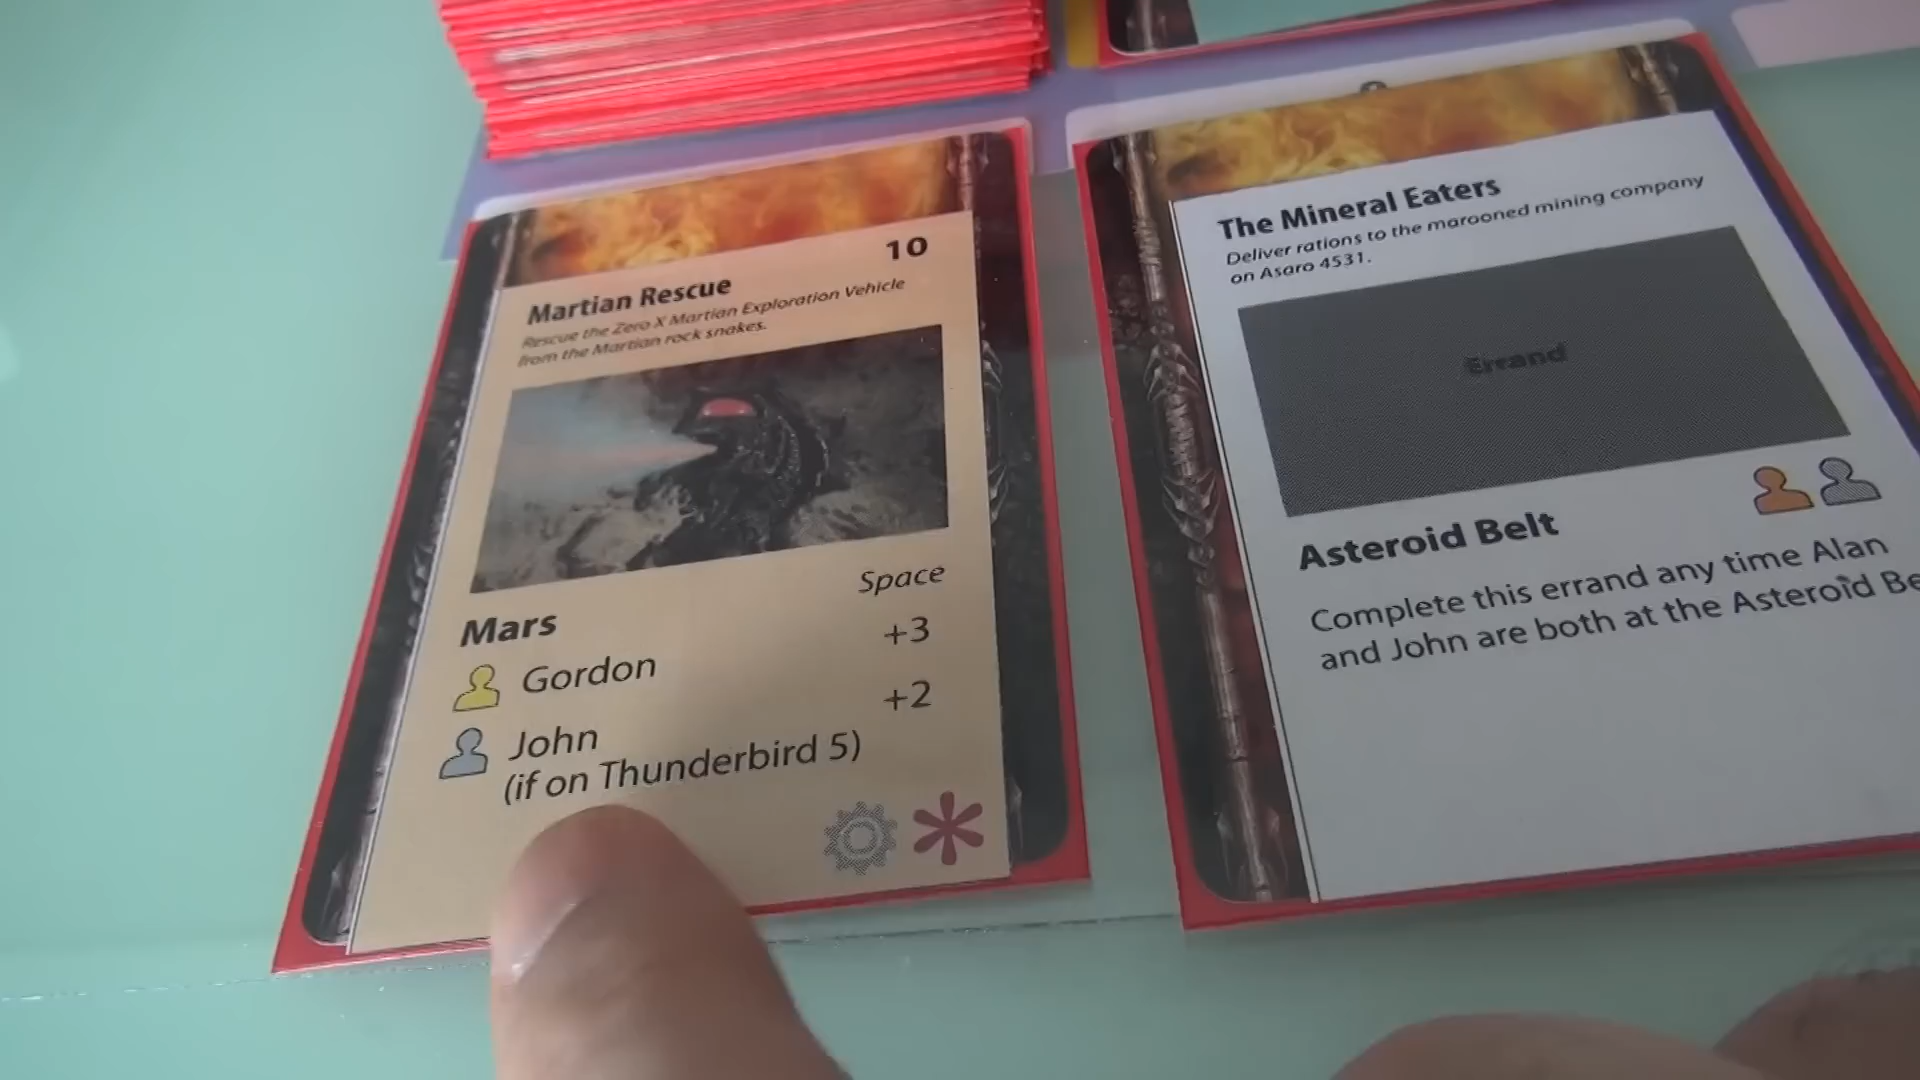 10
Martian Rescue
Rescue the Zero X Martian Exploration Vehicle
from the Martian rock snakes.
Space
Mars
Gordon +3
John +2
(if on Thunderbird 5)
The Mineral Eaters
Deliver rations to the marooned mining company
on Asaro 4531.
Errand
Asteroid Belt
Complete this errand any time Alan
and John are both at the Asteroid Be